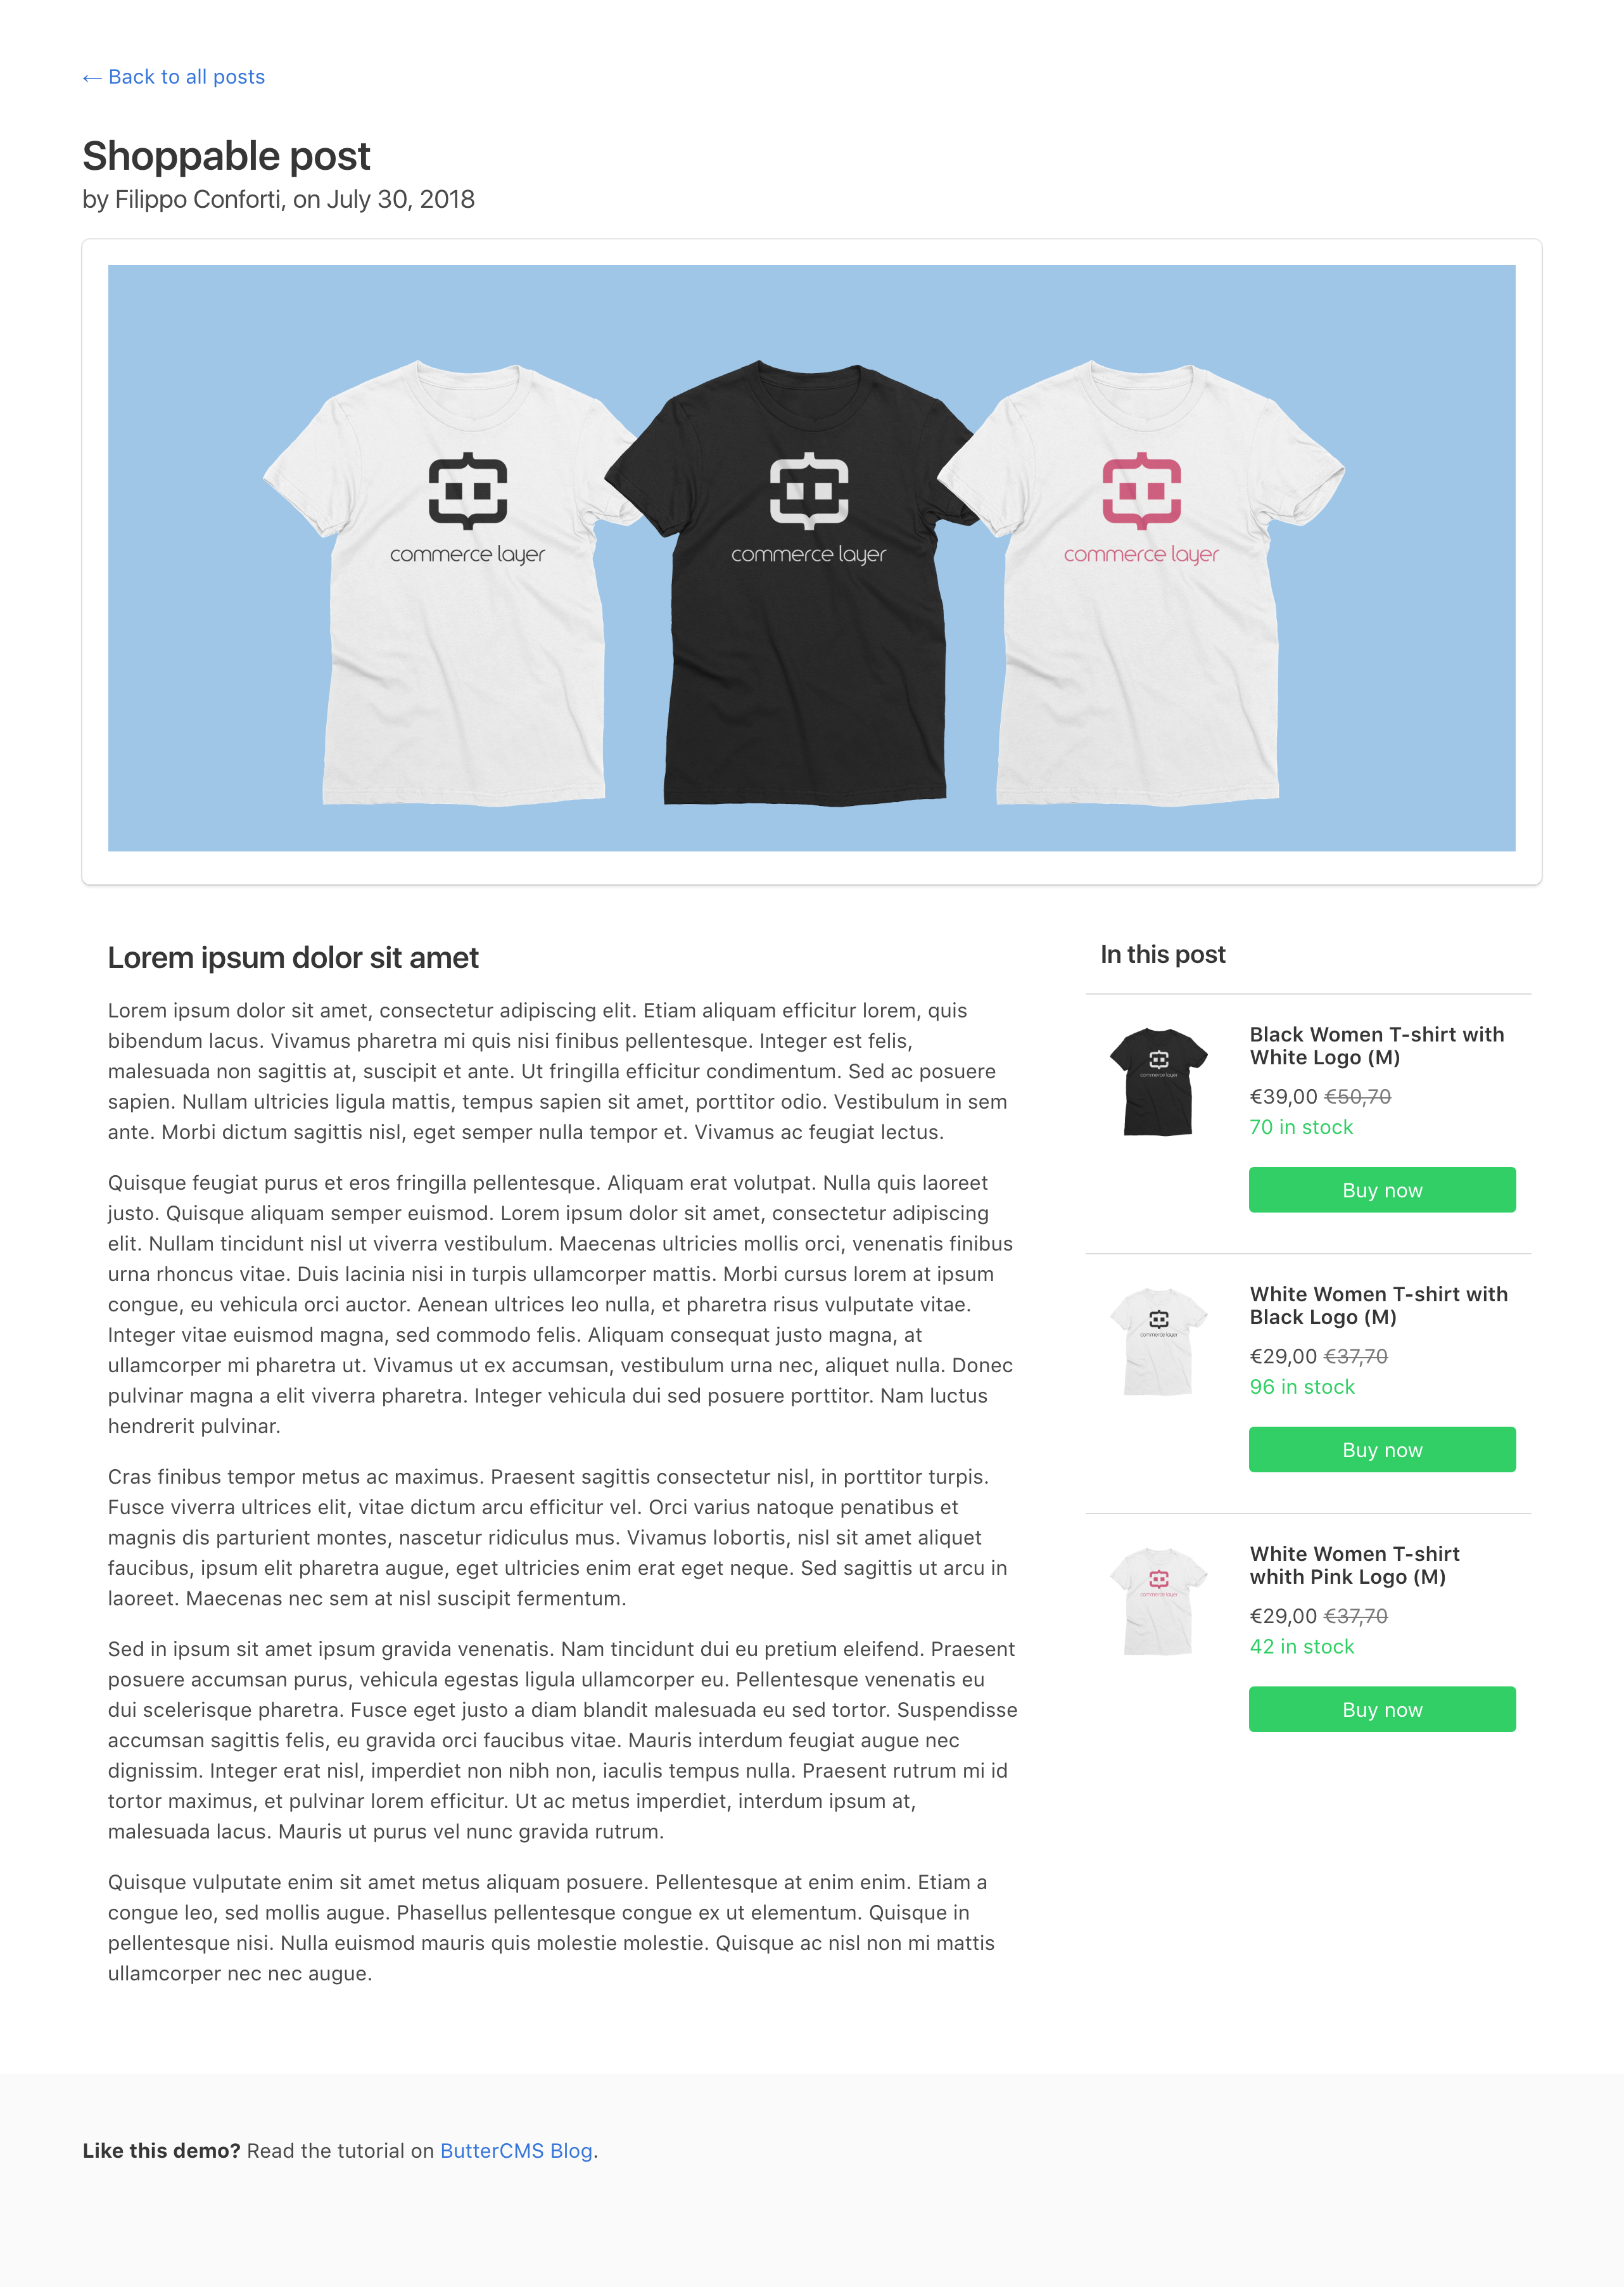 ← Back to all posts
Shoppable post
by Filippo Conforti, on July 30, 2018
commerce layer
commerce layer
commerce layer
Lorem ipsum dolor sit amet
Lorem ipsum dolor sit amet, consectetur adipiscing elit. Etiam aliquam efficitur lorem, quis
bibendum lacus. Vivamus pharetra mi quis nisi finibus pellentesque. Integer est felis,
malesuada non sagittis at, suscipit et ante. Ut fringilla efficitur condimentum. Sed ac posuere
sapien. Nullam ultricies ligula mattis, tempus sapien sit amet, porttitor odio. Vestibulum in sem
ante. Morbi dictum sagittis nisl, eget semper nulla tempor et. Vivamus ac feugiat lectus.
Quisque feugiat purus et eros fringilla pellentesque. Aliquam erat volutpat. Nulla quis laoreet
justo. Quisque aliquam semper euismod. Lorem ipsum dolor sit amet, consectetur adipiscing
elit. Nullam tincidunt nisl ut viverra vestibulum. Maecenas ultricies mollis orci, venenatis finibus
urna rhoncus vitae. Duis lacinia nisi in turpis ullamcorper mattis. Morbi cursus lorem at ipsum
congue, eu vehicula orci auctor. Aenean ultrices leo nulla, et pharetra risus vulputate vitae.
Integer vitae euismod magna, sed commodo felis. Aliquam consequat justo magna, at
ullamcorper mi pharetra ut. Vivamus ut ex accumsan, vestibulum urna nec, aliquet nulla. Donec
pulvinar magna a elit viverra pharetra. Integer vehicula dui sed posuere porttitor. Nam luctus
hendrerit pulvinar.
Cras finibus tempor metus ac maximus. Praesent sagittis consectetur nisl, in porttitor turpis.
Fusce viverra ultrices elit, vitae dictum arcu efficitur vel. Orci varius natoque penatibus et
magnis dis parturient montes, nascetur ridiculus mus. Vivamus lobortis, nisl sit amet aliquet
faucibus, ipsum elit pharetra augue, eget ultricies enim erat eget neque. Sed sagittis ut arcu in
laoreet. Maecenas nec sem at nisl suscipit fermentum.
Sed in ipsum sit amet ipsum gravida venenatis. Nam tincidunt dui eu pretium eleifend. Praesent
posuere accumsan purus, vehicula egestas ligula ullamcorper eu. Pellentesque venenatis eu
dui scelerisque pharetra. Fusce eget justo a diam blandit malesuada eu sed tortor. Suspendisse
accumsan sagittis felis, eu gravida orci faucibus vitae. Mauris interdum feugiat augue nec
dignissim. Integer erat nisl, imperdiet non nibh non, iaculis tempus nulla. Praesent rutrum mi id
tortor maximus, et pulvinar lorem efficitur. Ut ac metus imperdiet, interdum ipsum at,
malesuada lacus. Mauris ut purus vel nunc gravida rutrum.
Quisque vulputate enim sit amet metus aliquam posuere. Pellentesque at enim enim. Etiam a
congue leo, sed mollis augue. Phasellus pellentesque congue ex ut elementum. Quisque in
pellentesque nisi. Nulla euismod mauris quis molestie molestie. Quisque ac nisl non mi mattis
ullamcorper nec nec augue.
In this post
commerce layer
Black Women T-shirt with
White Logo (M)
€39,00 €50,70
70 in stock
Buy now
commerce layer
White Women T-shirt with
Black Logo (M)
€29,00 €37,70
96 in stock
Buy now
commerce layer
White Women T-shirt
whith Pink Logo (M)
€29,00 €37,70
42 in stock
Buy now
Like this demo? Read the tutorial on ButterCMS Blog.